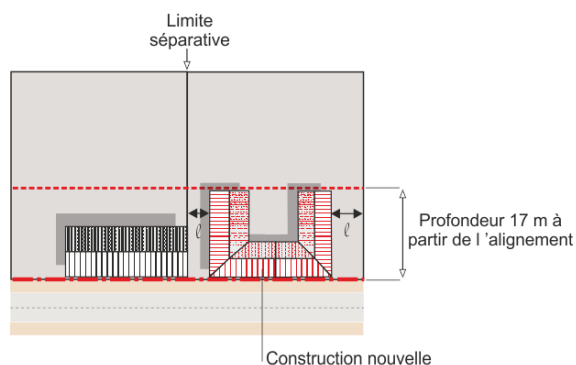 Limite
séparative
ℓ
ℓ
Profondeur 17 m à
partir de l ’alignement
Construction nouvelle